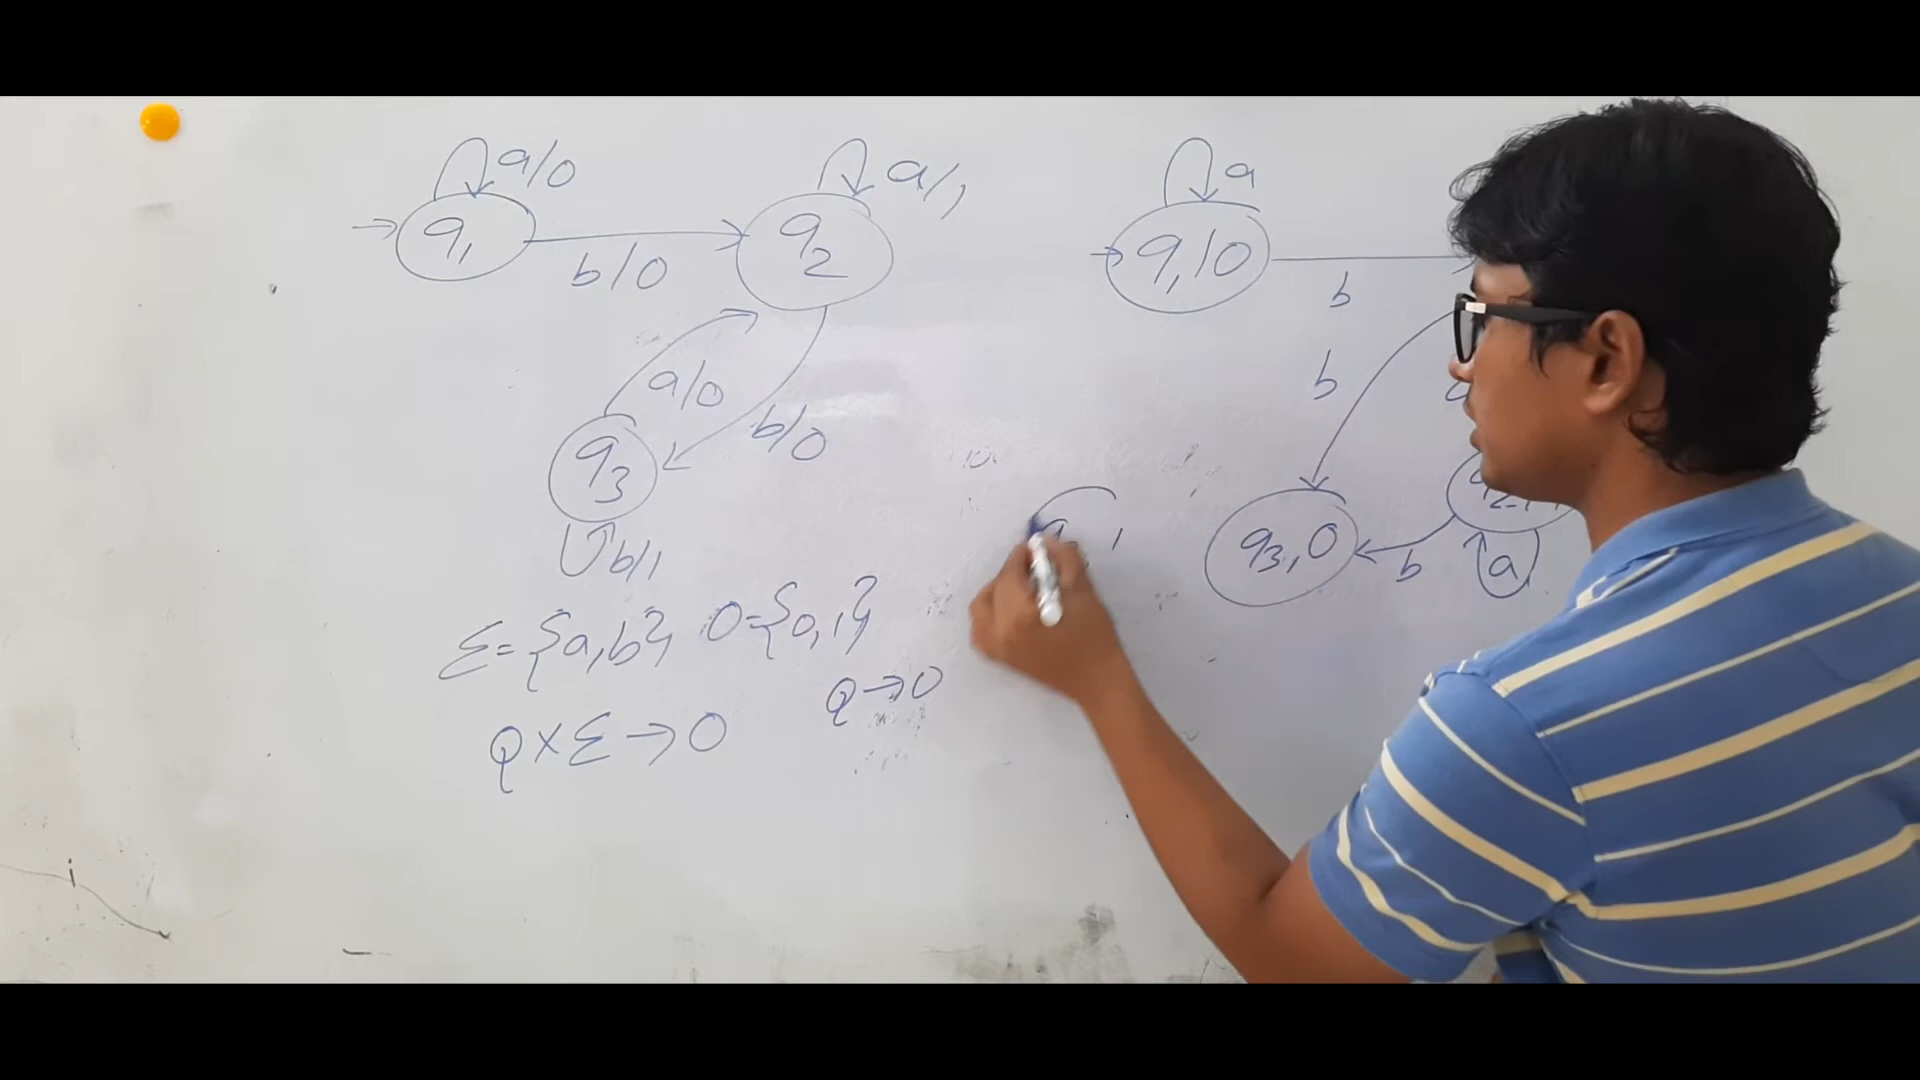 a/0
a/1
a
q1
q2
q1/0
b/0
b
a/0
b
b/0
q3
q3,0
b
a
b/1
Σ={a,b}, O={0,1}
Q→O
Q×Σ→O